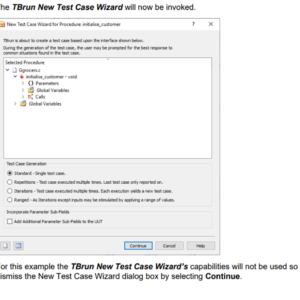 he TBrun New Test Case Wizard will now be invoked.
New Test Case Wizard for Procedure: initialise_customer
TBrun is about to create a test case based upon the interface shown below.
During the generation of the test case, the user may be prompted for the best response to
common situations found in this test case.
Selected Procedure
Ggrocers.c
initialise_customer - void
Parameters
Global Variables
Calls
Global Variables
Test Case Generation
Standard - Single test case.
Repetitions - Test case executed multiple times. Last test case only reported on.
Iterations - Test case executed multiple times. Each execution yields a new test case.
Ranged - As Iterations except inputs may be stimulated by applying a range of values.
Incorporate Parameter Sub-Fields
Add Additional Parameter Sub-Fields to the UUT
Continue Cancel Help
or this example the TBrun New Test Case Wizard's capabilities will not be used so
ismiss the New Test Case Wizard dialog box by selecting Continue.